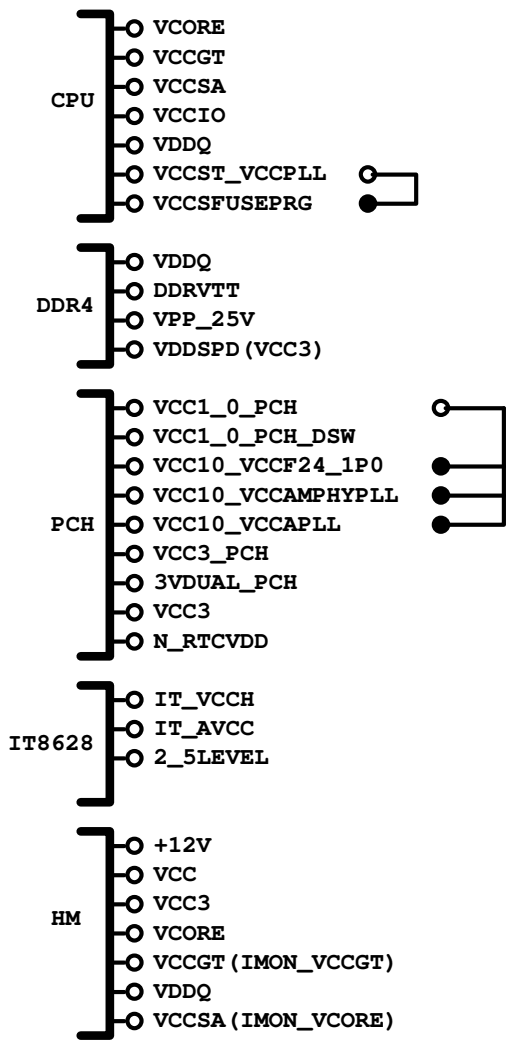 VCORE
VCCGT
VCCSA
CPU
VCCIO
VDDQ
VCCST_VCCPLL
VCCSFUSEPRG
VDDQ
DDRVTT
DDR4
VPP_25V
VDDSPD(VCC3)
VCC1_0_PCH
VCC1_0_PCH_DSW
VCC10_VCCF24_1P0
VCC10_VCCAMPHYPLL
PCH VCC10_VCCAPLL
VCC3_PCH
3VDUAL_PCH
VCC3
N_RTCVDD
IT_VCCH
IT8628 IT_AVCC
2_5LEVEL
+12V
VCC
VCC3
HM
VCORE
VCCGT(IMON_VCCGT)
VDDQ
VCCSA(IMON_VCORE)